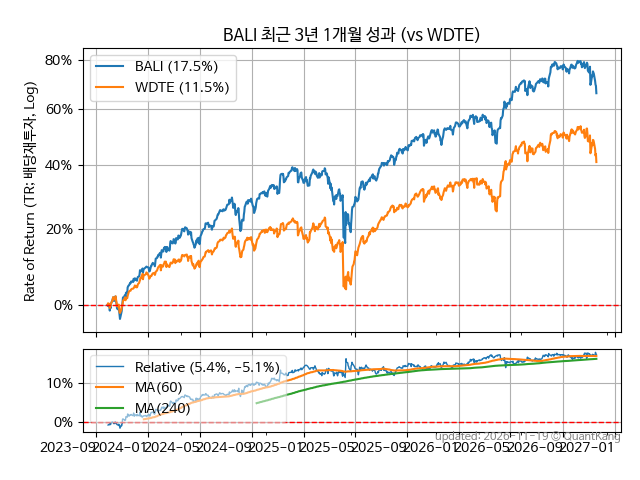 BALI 최근 3년 1개월 성과 (vs WDTE)
Rate of Return (TR: 배당재투자, Log)
80%
60%
40%
20%
0%
BALI (17.5%)
WDTE (11.5%)
10%
0%
Relative (5.4%, −5.1%)
MA(60)
MA(240)
2023-09
2024-01
2024-05
2024-09
2025-01
2025-05
2025-09
2026-01
2026-05
2026-09
2027-01
updated: 2026-11-19 © QuantKang